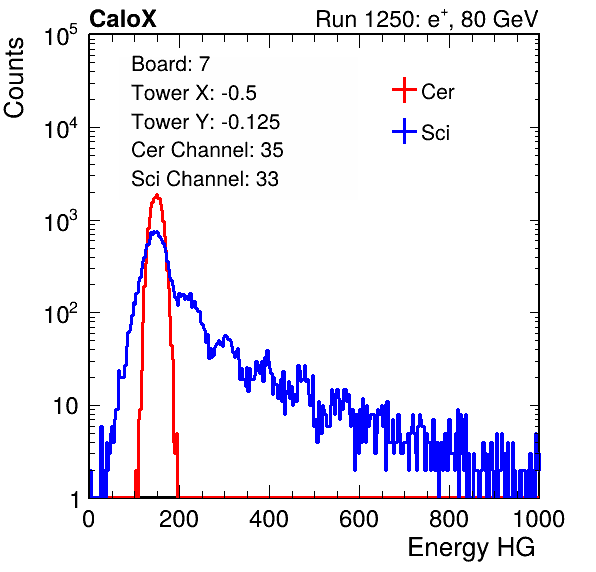 CaloX Run 1250: e⁺, 80 GeV
Counts
10⁵
10⁴
10³
10²
10
1
Board: 7
Tower X: -0.5
Tower Y: -0.125
Cer Channel: 35
Sci Channel: 33
Cer
Sci
0 200 400 600 800 1000
Energy HG